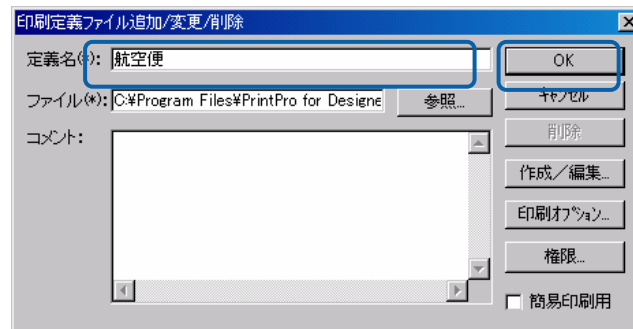 印刷定義ファイル追加/変更/削除
定義名(*): 航空便
OK
ファイル(*): C:¥Program Files¥PrintPro for Designe 参照...
キャンセル
コメント:
削除
作成／編集...
印刷オプション...
権限...
簡易印刷用